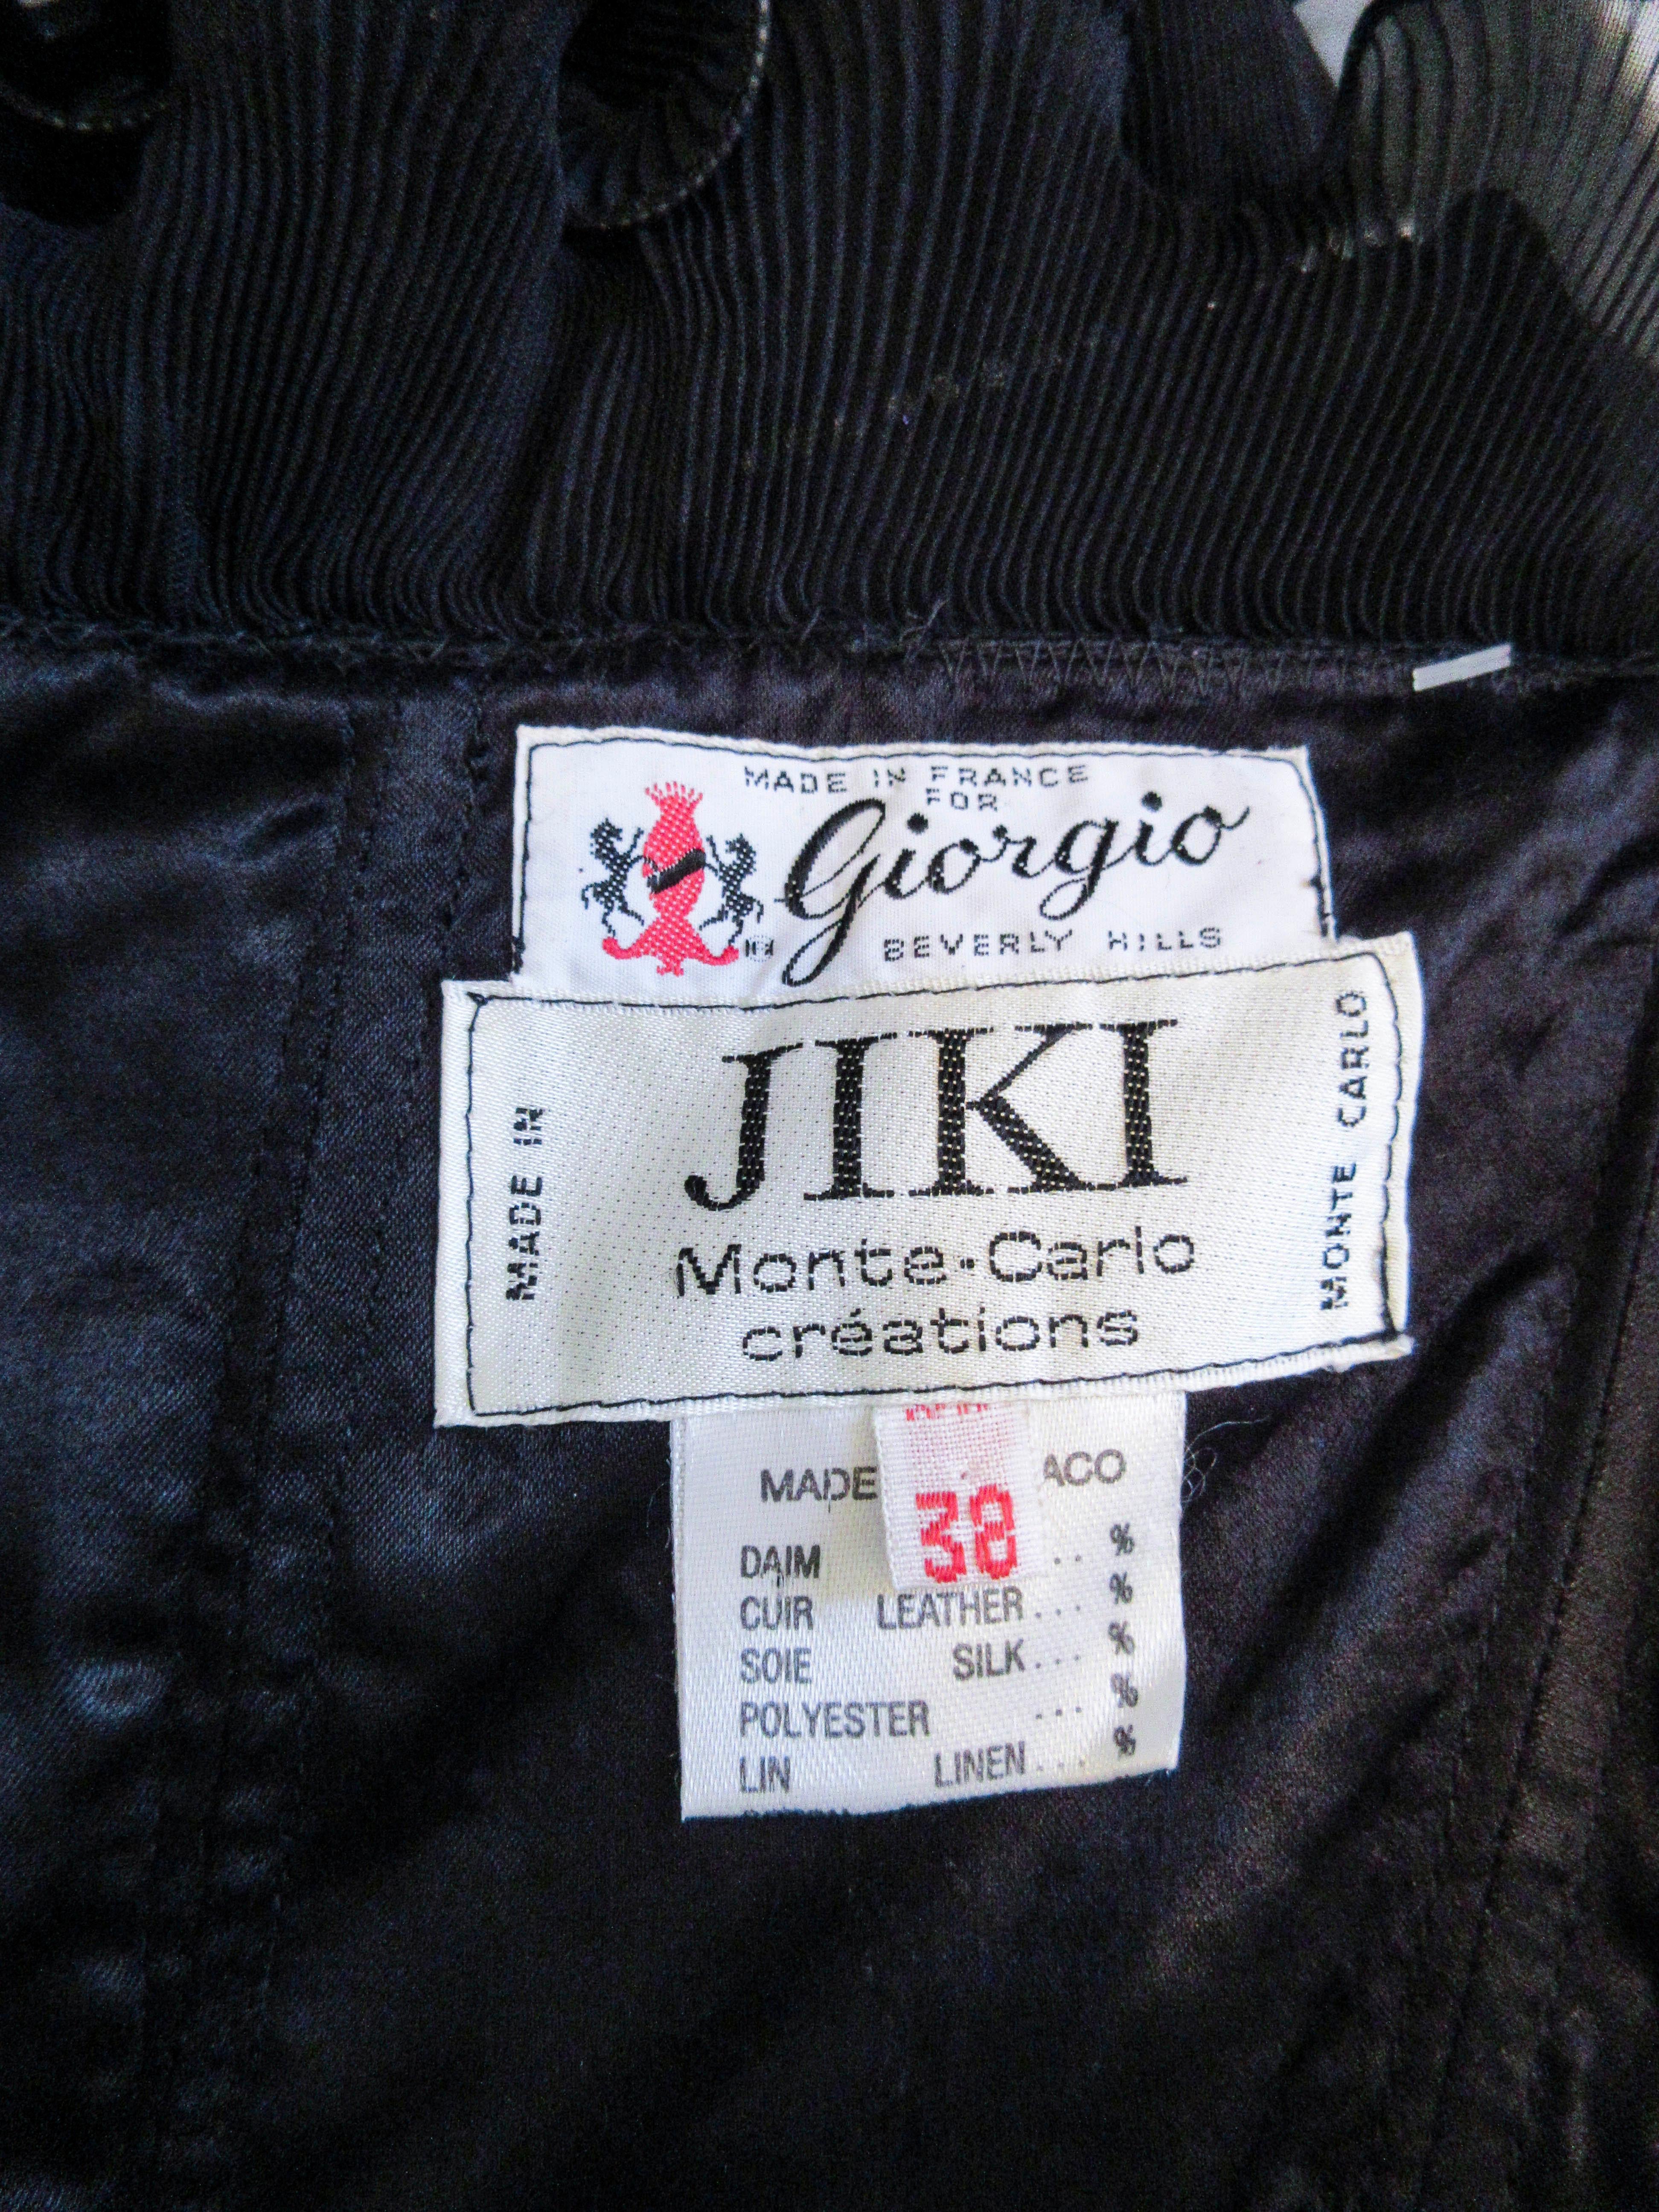 MADE IN FRANCE
FOR
Giorgio
BEVERLY HILLS
MADE IN
JIKI
Monte-Carlo
créations
MONTE CARLO
MADE ACO
38
DAIM .. %
CUIR LEATHER... %
SOIE SILK... %
POLYESTER ... %
LIN LINEN... %